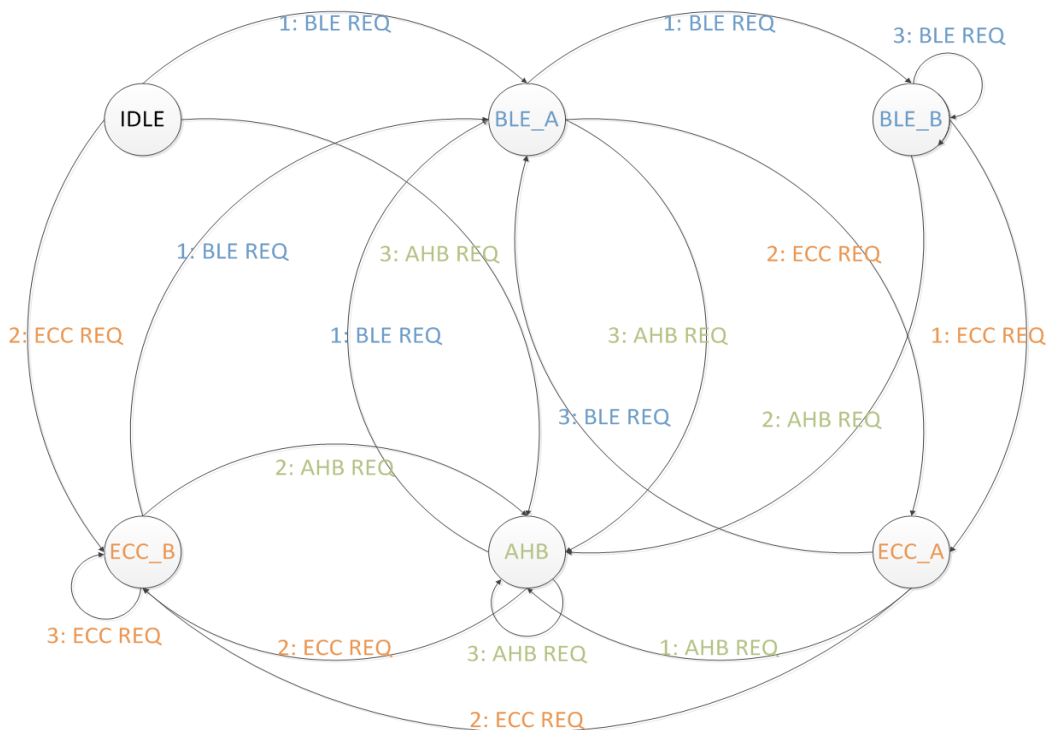 1: BLE REQ
1: BLE REQ
3: BLE REQ
IDLE
BLE_A
BLE_B
1: BLE REQ
3: AHB REQ
2: ECC REQ
2: ECC REQ
1: BLE REQ
3: AHB REQ
1: ECC REQ
3: BLE REQ
2: AHB REQ
2: AHB REQ
ECC_B
AHB
ECC_A
3: ECC REQ
2: ECC REQ
3: AHB REQ
1: AHB REQ
2: ECC REQ